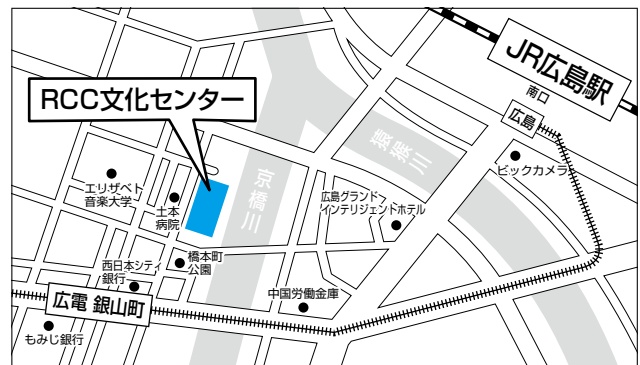 JR広島駅
南口
広島
RCC文化センター
猿猴川
ビックカメラ
京橋川
エリザベト
音楽大学
土本
病院
広島グランド
インテリジェントホテル
橋本町
公園
西日本シティ
銀行
中国労働金庫
広電 銀山町
もみじ銀行